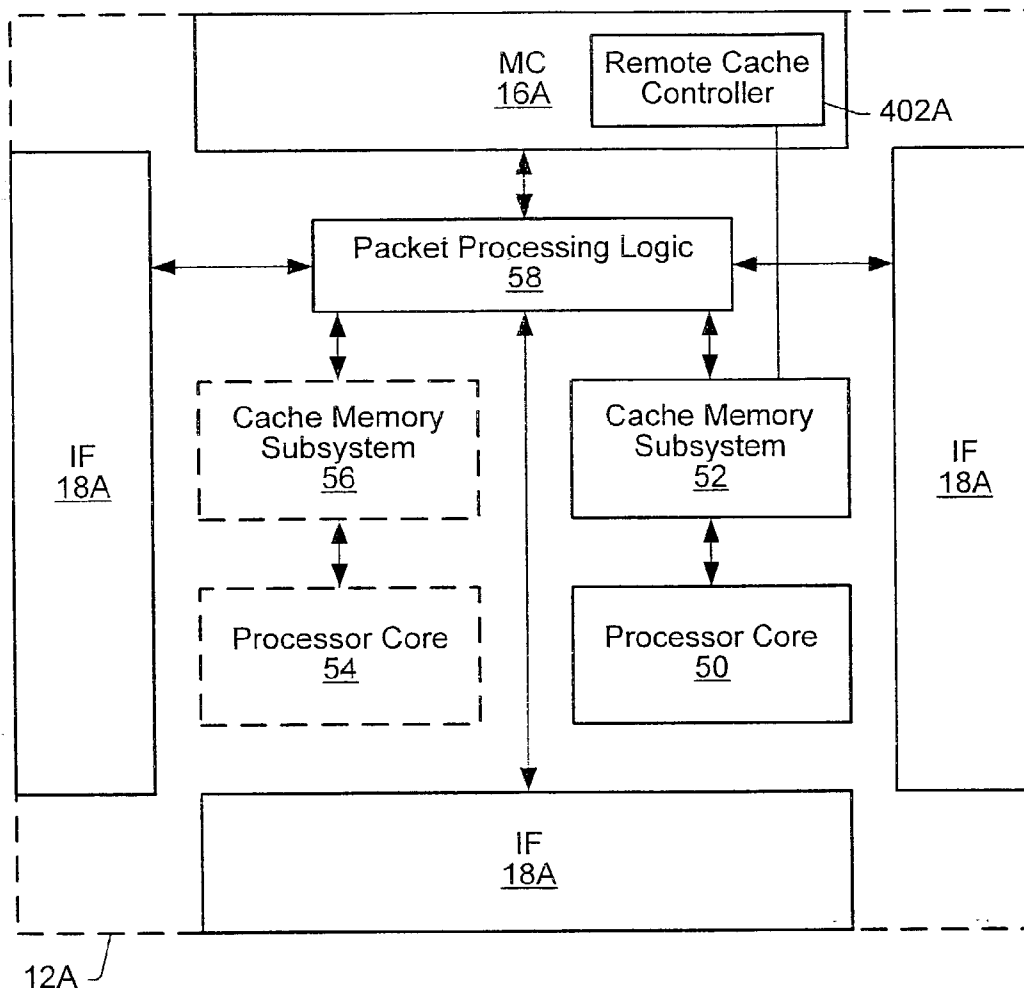 MC
16A
Remote Cache
Controller
402A
Packet Processing Logic
58
IF
18A
Cache Memory
Subsystem
56
Cache Memory
Subsystem
52
IF
18A
Processor Core
54
Processor Core
50
IF
18A
12A